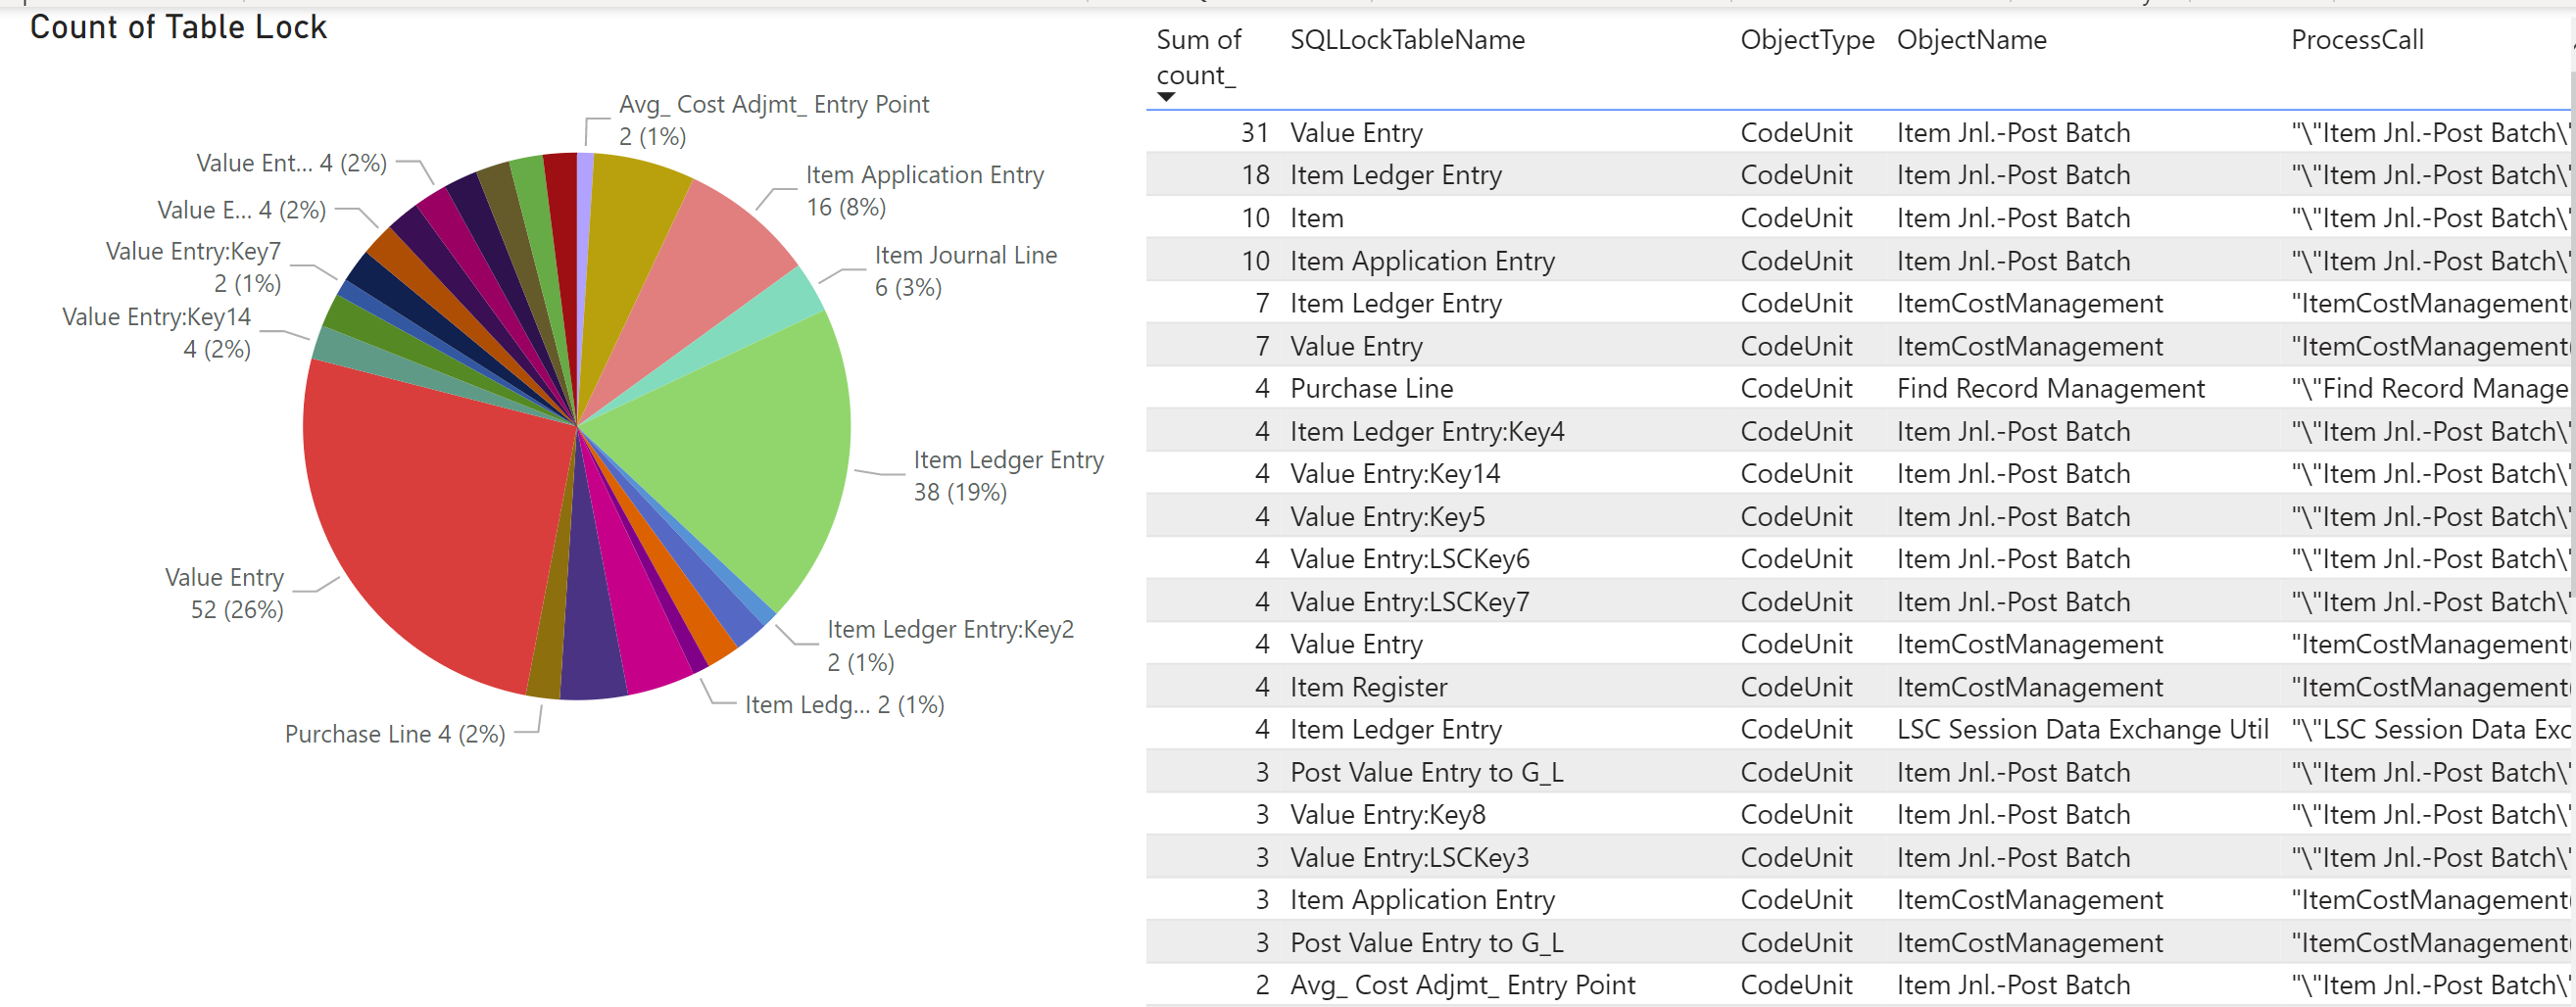 Count of Table Lock
Avg_ Cost Adjmt_ Entry Point
2 (1%)
Item Application Entry
16 (8%)
Item Journal Line
6 (3%)
Item Ledger Entry
38 (19%)
Item Ledger Entry:Key2
2 (1%)
Item Ledg... 2 (1%)
Purchase Line 4 (2%)
Value Entry
52 (26%)
Value Entry:Key14
4 (2%)
Value Entry:Key7
2 (1%)
Value E... 4 (2%)
Value Ent... 4 (2%)
Sum of count_ SQLLockTableName ObjectType ObjectName ProcessCall
31 Value Entry CodeUnit Item Jnl.-Post Batch "\"Item Jnl.-Post Batch\"
18 Item Ledger Entry CodeUnit Item Jnl.-Post Batch "\"Item Jnl.-Post Batch\"
10 Item CodeUnit Item Jnl.-Post Batch "\"Item Jnl.-Post Batch\"
10 Item Application Entry CodeUnit Item Jnl.-Post Batch "\"Item Jnl.-Post Batch\"
7 Item Ledger Entry CodeUnit ItemCostManagement "ItemCostManagement
7 Value Entry CodeUnit ItemCostManagement "ItemCostManagement
4 Purchase Line CodeUnit Find Record Management "\"Find Record Manage
4 Item Ledger Entry:Key4 CodeUnit Item Jnl.-Post Batch "\"Item Jnl.-Post Batch\"
4 Value Entry:Key14 CodeUnit Item Jnl.-Post Batch "\"Item Jnl.-Post Batch\"
4 Value Entry:Key5 CodeUnit Item Jnl.-Post Batch "\"Item Jnl.-Post Batch\"
4 Value Entry:LSCKey6 CodeUnit Item Jnl.-Post Batch "\"Item Jnl.-Post Batch\"
4 Value Entry:LSCKey7 CodeUnit Item Jnl.-Post Batch "\"Item Jnl.-Post Batch\"
4 Value Entry CodeUnit ItemCostManagement "ItemCostManagement
4 Item Register CodeUnit ItemCostManagement "ItemCostManagement
4 Item Ledger Entry CodeUnit LSC Session Data Exchange Util "\"LSC Session Data Exc
3 Post Value Entry to G_L CodeUnit Item Jnl.-Post Batch "\"Item Jnl.-Post Batch\"
3 Value Entry:Key8 CodeUnit Item Jnl.-Post Batch "\"Item Jnl.-Post Batch\"
3 Value Entry:LSCKey3 CodeUnit Item Jnl.-Post Batch "\"Item Jnl.-Post Batch\"
3 Item Application Entry CodeUnit ItemCostManagement "ItemCostManagement
3 Post Value Entry to G_L CodeUnit ItemCostManagement "ItemCostManagement
2 Avg_ Cost Adjmt_ Entry Point CodeUnit Item Jnl.-Post Batch "\"Item Jnl.-Post Batch\"